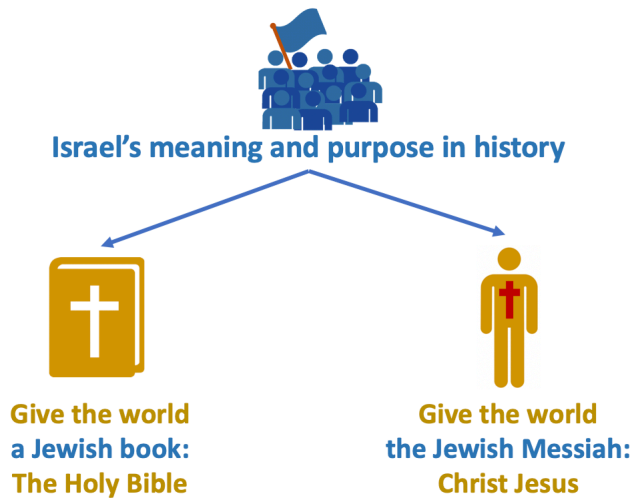 Israel's meaning and purpose in history
Give the world
a Jewish book:
The Holy Bible
Give the world
the Jewish Messiah:
Christ Jesus